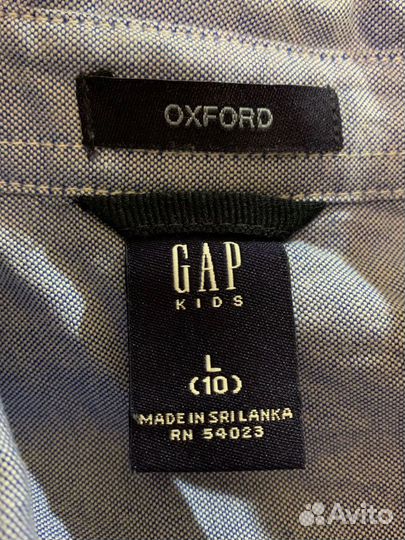 OXFORD
GAP
KIDS
L
(10)
MADE IN SRI LANKA
RN 54023
Avito